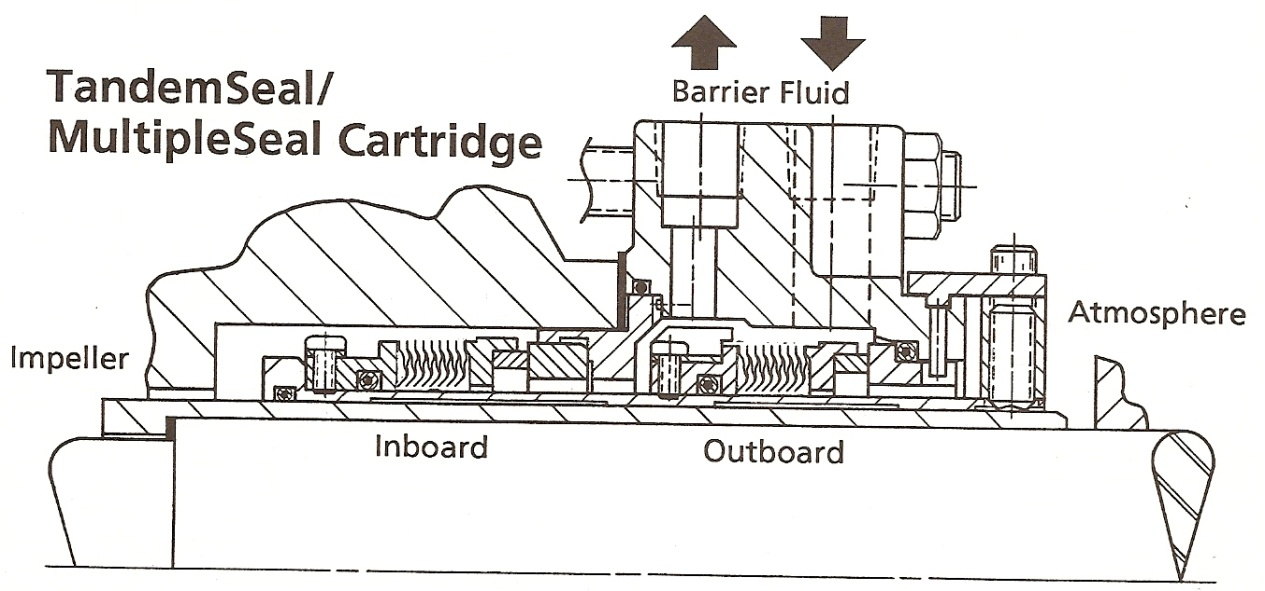 TandemSeal/
MultipleSeal Cartridge
Barrier Fluid
Impeller
Atmosphere
Inboard
Outboard